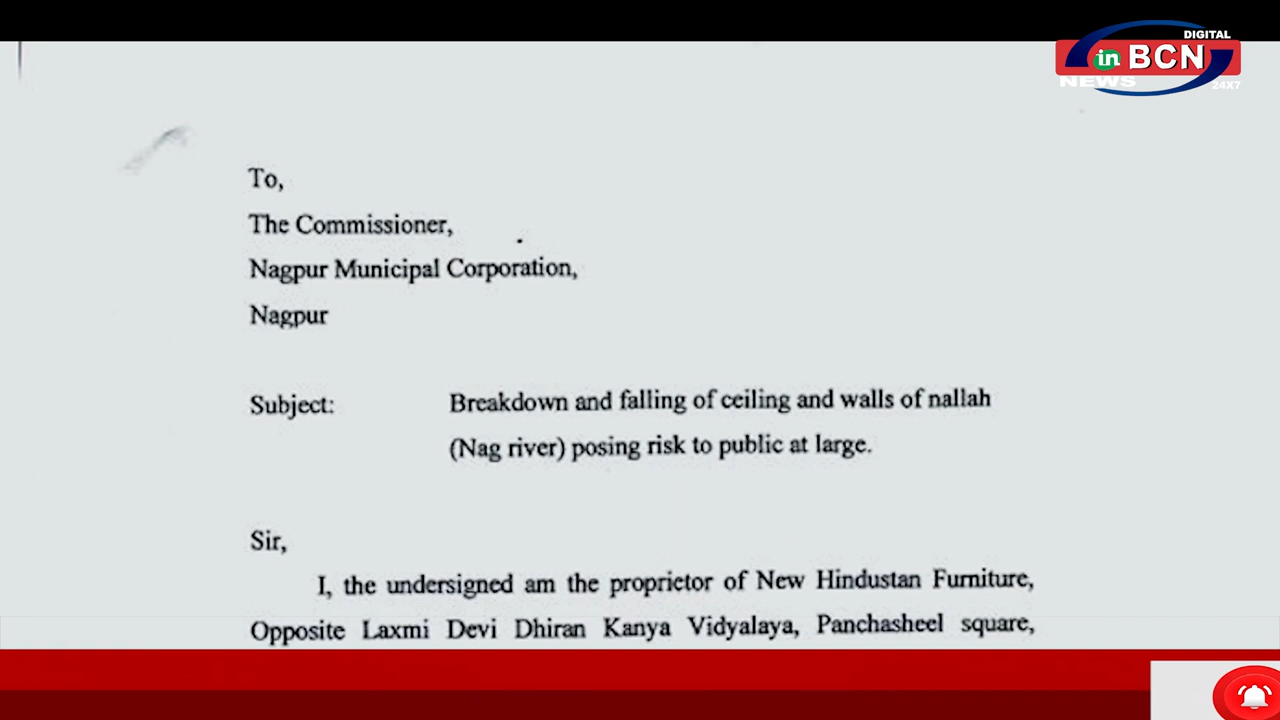 DIGITAL
in BCN
NEWS 24X7
To,
The Commissioner,
Nagpur Municipal Corporation,
Nagpur
Subject: Breakdown and falling of ceiling and walls of nallah
(Nag river) posing risk to public at large.
Sir,
I, the undersigned am the proprietor of New Hindustan Furniture,
Opposite Laxmi Devi Dhiran Kanya Vidyalaya, Panchasheel square,